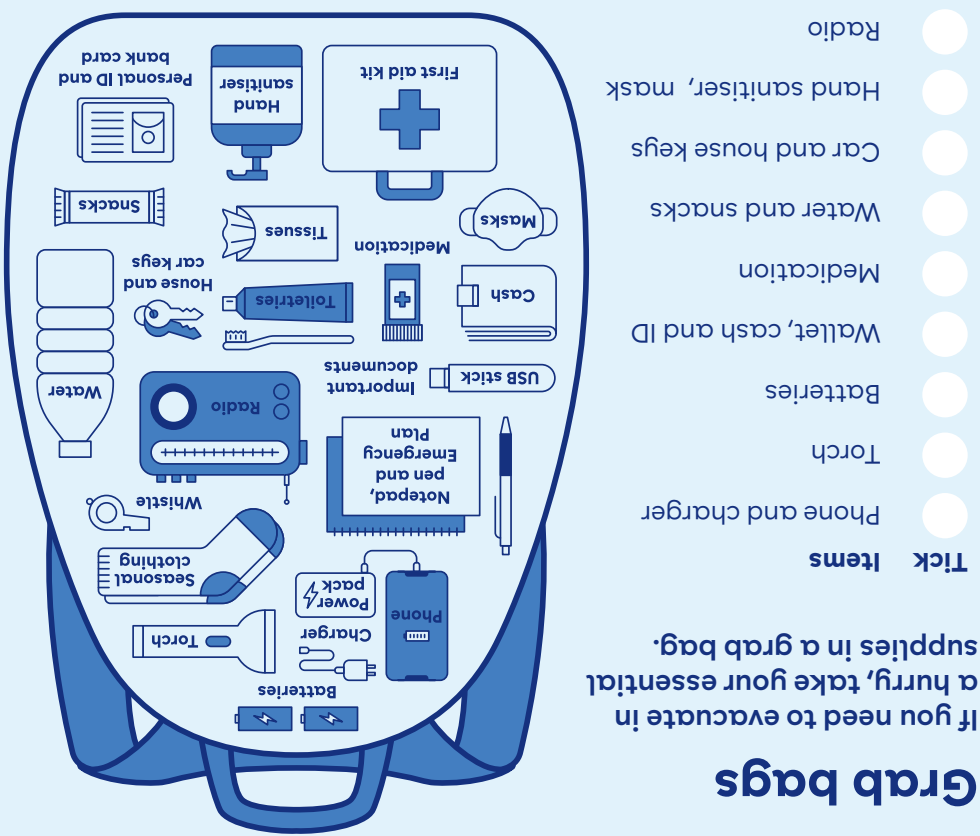 Grab bags
If you need to evacuate in
a hurry, take your essential
supplies in a grab bag.
Tick Items
Phone and charger
Torch
Batteries
Wallet, cash and ID
Medication
Water and snacks
Car and house keys
Hand sanitiser, mask
Radio
Batteries
Charger
Torch
Phone
Power
pack
Seasonal
clothing
Whistle
Notepad,
pen and
Emergency
Plan
Radio
Water
USB stick
Important
documents
Cash
Medication
Toiletries
House and
car keys
Masks
Tissues
Snacks
First aid kit
Hand
sanitiser
Personal ID and
bank card